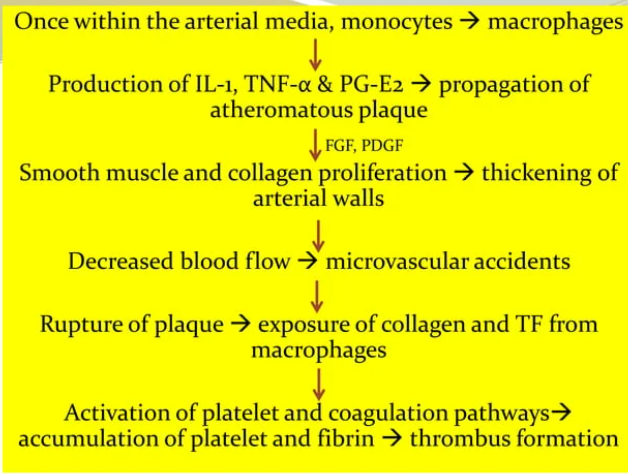 Once within the arterial media, monocytes → macrophages
Production of IL-1, TNF-α & PG-E2 → propagation of
atheromatous plaque
FGF, PDGF
Smooth muscle and collagen proliferation → thickening of
arterial walls
Decreased blood flow → microvascular accidents
Rupture of plaque → exposure of collagen and TF from
macrophages
Activation of platelet and coagulation pathways→
accumulation of platelet and fibrin → thrombus formation